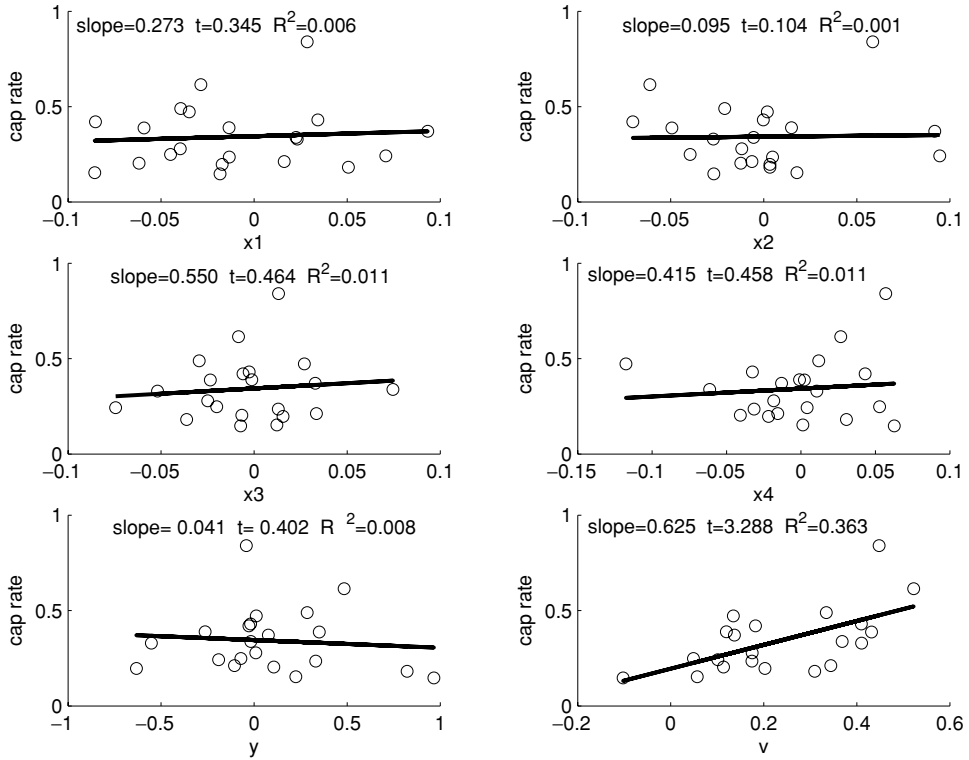 slope=0.273 t=0.345 R²=0.006
1
0.5
0
cap rate
−0.1
−0.05
0
0.05
0.1
x1
slope=0.095 t=0.104 R²=0.001
1
0.5
0
cap rate
−0.1
−0.05
0
0.05
0.1
x2
slope=0.550 t=0.464 R²=0.011
1
0.5
0
cap rate
−0.1
−0.05
0
0.05
0.1
x3
slope=0.415 t=0.458 R²=0.011
1
0.5
0
cap rate
−0.15
−0.1
−0.05
0
0.05
0.1
x4
slope= 0.041 t= 0.402 R ²=0.008
1
0.5
0
cap rate
−1
−0.5
0
0.5
1
y
slope=0.625 t=3.288 R²=0.363
1
0.5
0
cap rate
−0.2
0
0.2
0.4
0.6
v